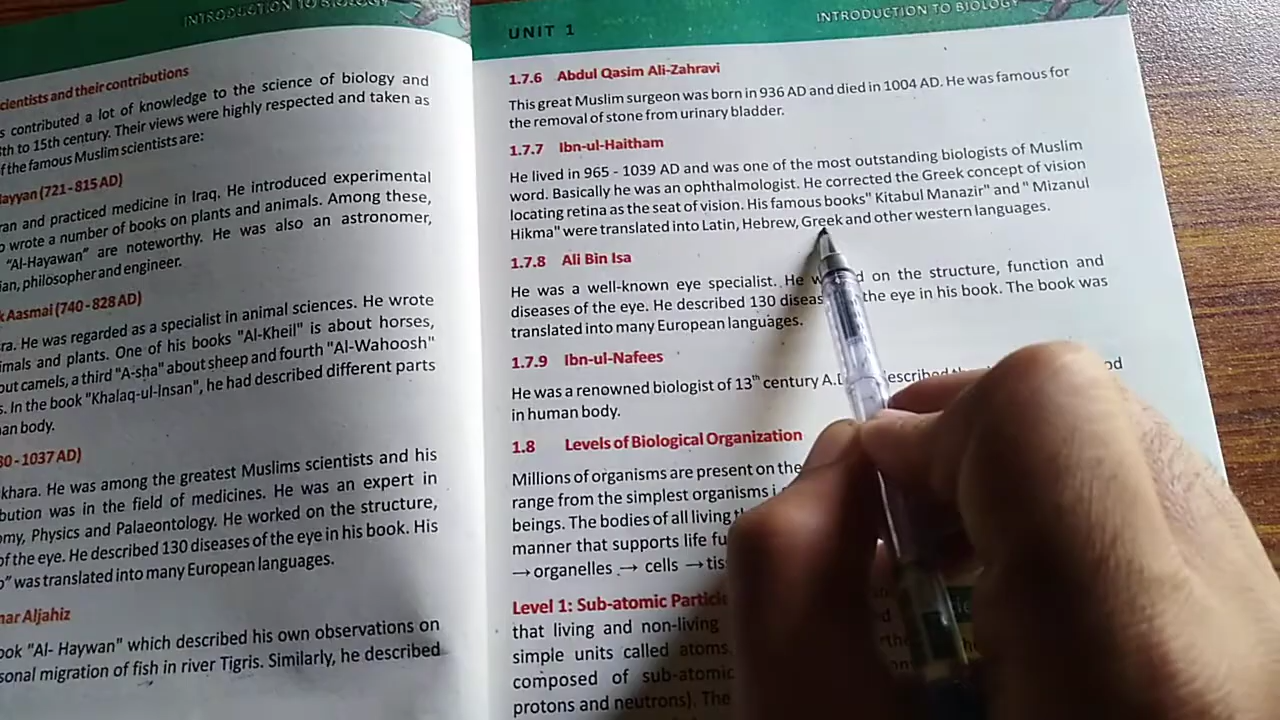 INTRODUCTION TO BIOLOGY
cientists and their contributions
s contributed a lot of knowledge to the science of biology and
th to 15th century. Their views were highly respected and taken as
f the famous Muslim scientists are:
ayyan (721 - 815 AD)
ran and practiced medicine in Iraq. He introduced experimental
o wrote a number of books on plants and animals. Among these,
"Al-Hayawan" are noteworthy. He was also an astronomer,
ian, philosopher and engineer.
k Aasmai (740 - 828 AD)
ra. He was regarded as a specialist in animal sciences. He wrote
imals and plants. One of his books "Al-Kheil" is about horses,
out camels, a third "A-sha" about sheep and fourth "Al-Wahoosh"
s. In the book "Khalaq-ul-Insan", he had described different parts
an body.
80 - 1037 AD)
khara. He was among the greatest Muslims scientists and his
bution was in the field of medicines. He was an expert in
omy, Physics and Palaeontology. He worked on the structure,
of the eye. He described 130 diseases of the eye in his book. His
" was translated into many European languages.
mar Aljahiz
ook "Al- Haywan" which described his own observations on
sonal migration of fish in river Tigris. Similarly, he described
UNIT 1
INTRODUCTION TO BIOLOGY
1.7.6 Abdul Qasim Ali-Zahravi
This great Muslim surgeon was born in 936 AD and died in 1004 AD. He was famous for
the removal of stone from urinary bladder.
1.7.7 Ibn-ul-Haitham
He lived in 965 - 1039 AD and was one of the most outstanding biologists of Muslim
word. Basically he was an ophthalmologist. He corrected the Greek concept of vision
locating retina as the seat of vision. His famous books" Kitabul Manazir" and " Mizanul
Hikma" were translated into Latin, Hebrew, Greek and other western languages.
1.7.8 Ali Bin Isa
He was a well-known eye specialist. He w d on the structure, function and
diseases of the eye. He described 130 diseas the eye in his book. The book was
translated into many European languages.
1.7.9 Ibn-ul-Nafees
He was a renowned biologist of 13th century A.D escribed
in human body.
1.8 Levels of Biological Organization
Millions of organisms are present on the
range from the simplest organisms
beings. The bodies of all living
manner that supports life fu
→ organelles → cells → tis
Level 1: Sub-atomic Particl
that living and non-living
simple units called atoms.
composed of sub-atomic
protons and neutrons). The